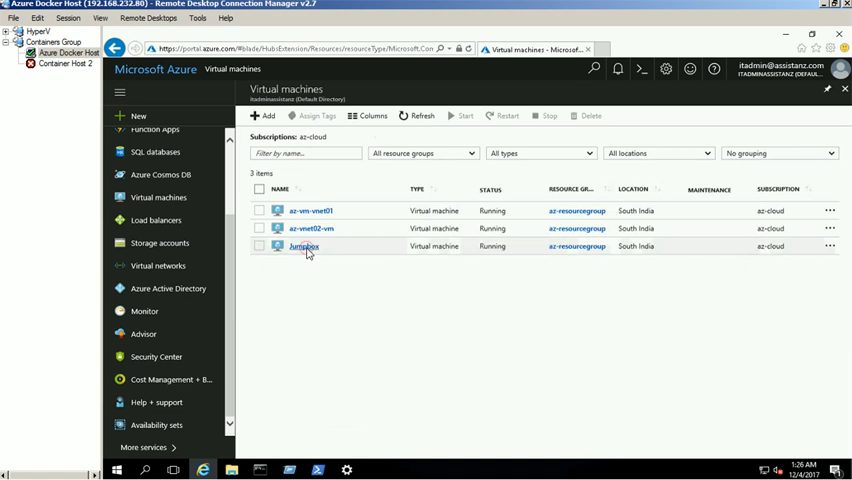 Azure Docker Host (192.168.232.80) - Remote Desktop Connection Manager v2.7
File Edit Session View Remote Desktops Tools Help
HyperV
Containers Group
Azure Docker Host
Container Host 2
https://portal.azure.com/#blade/HubsExtension/Resources/resourceType/Microsoft.Con
Virtual machines - Microsof...
Microsoft Azure Virtual machines
itadmin@assistanz.com
ITADMINASSISTANZ (DEFAULT...
New
Function Apps
SQL databases
Azure Cosmos DB
Virtual machines
Load balancers
Storage accounts
Virtual networks
Azure Active Directory
Monitor
Advisor
Security Center
Cost Management + B...
Help + support
Availability sets
More services
Virtual machines
itadminassistanz (Default Directory)
Add Assign Tags Columns Refresh Start Restart Stop Delete
Subscriptions: az-cloud
Filter by name... All resource groups All types All locations No grouping
3 items
NAME TYPE STATUS RESOURCE GR... LOCATION MAINTENANCE SUBSCRIPTION
az-vm-vnet01 Virtual machine Running az-resourcegroup South India az-cloud
az-vnet02-vm Virtual machine Running az-resourcegroup South India az-cloud
Jumpbox Virtual machine Running az-resourcegroup South India az-cloud
1:26 AM
12/4/2017